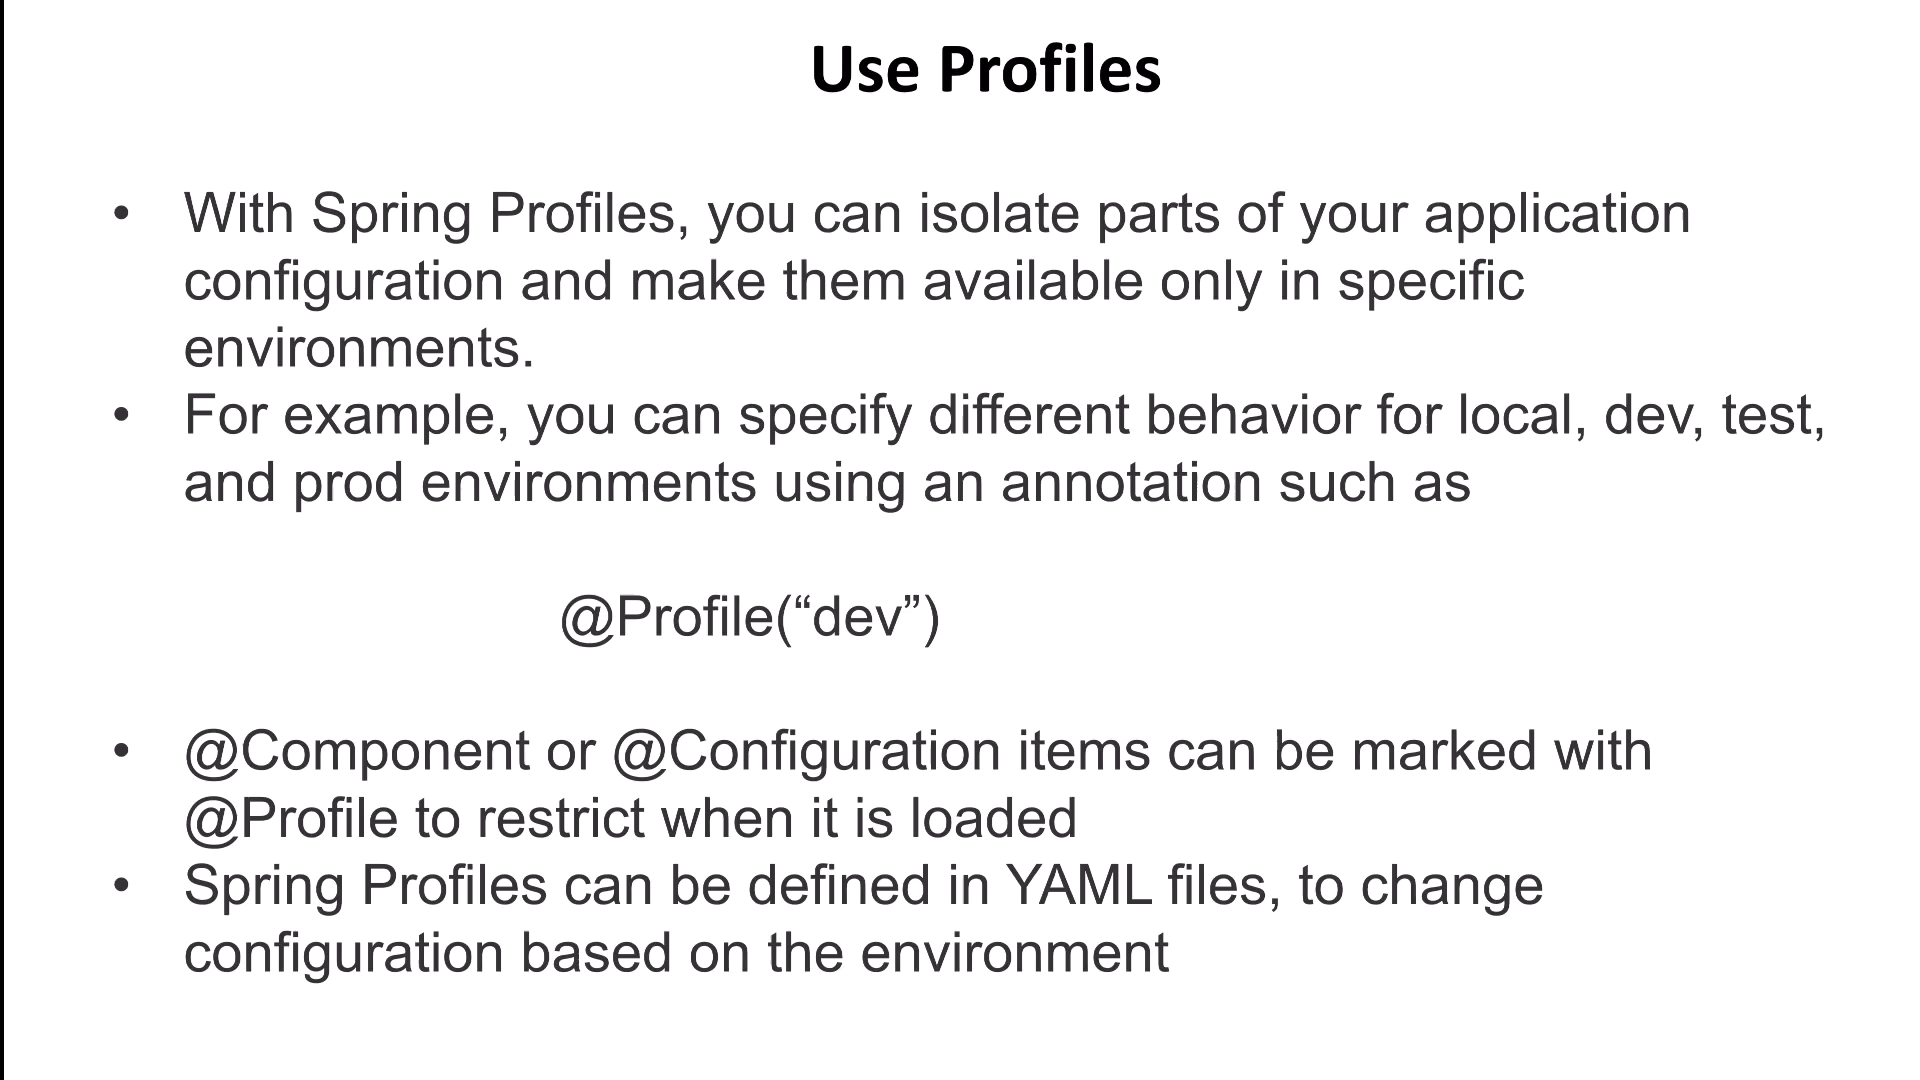 Use Profiles
• With Spring Profiles, you can isolate parts of your application
configuration and make them available only in specific
environments.
• For example, you can specify different behavior for local, dev, test,
and prod environments using an annotation such as
@Profile(“dev”)
• @Component or @Configuration items can be marked with
@Profile to restrict when it is loaded
• Spring Profiles can be defined in YAML files, to change
configuration based on the environment